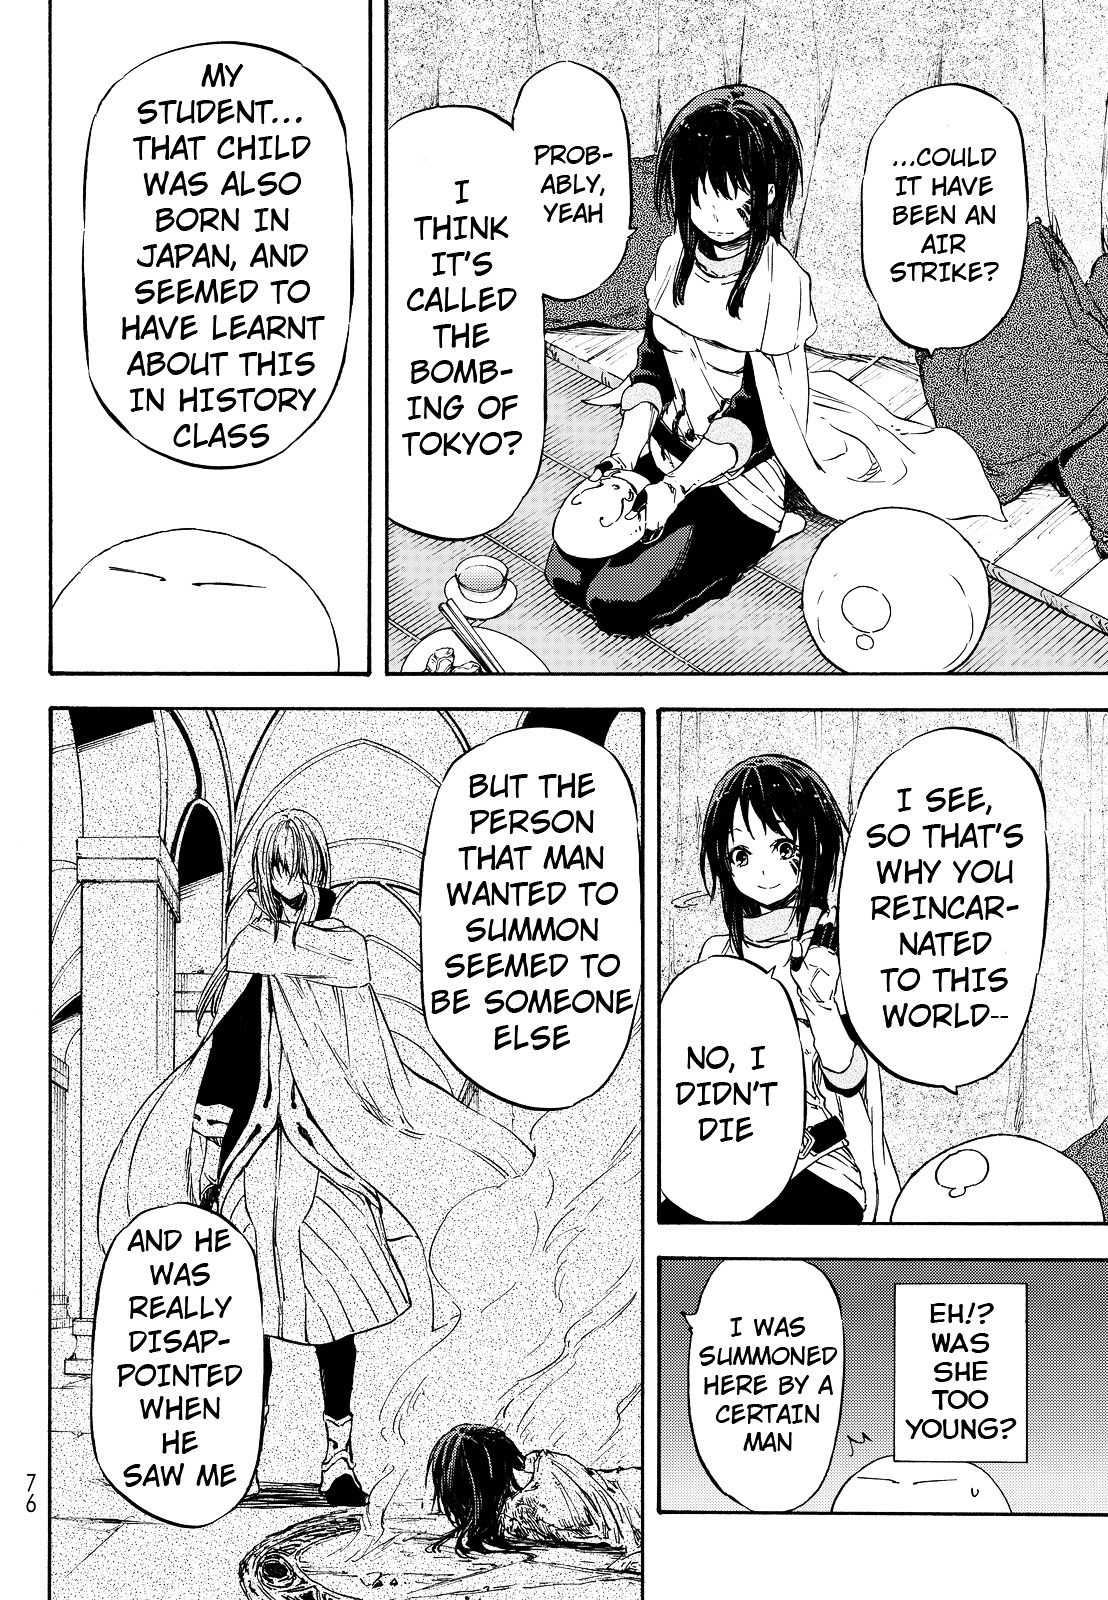 ...COULD
IT HAVE
BEEN AN
AIR
STRIKE?
PROB-
ABLY,
YEAH
I
THINK
IT'S
CALLED
THE
BOMB-
ING OF
TOKYO?
MY
STUDENT...
THAT CHILD
WAS ALSO
BORN IN
JAPAN, AND
SEEMED TO
HAVE LEARNT
ABOUT THIS
IN HISTORY
CLASS
I SEE,
SO THAT'S
WHY YOU
REINCAR-
NATED
TO THIS
WORLD--
NO, I
DIDN'T
DIE
EH!?
WAS
SHE
TOO
YOUNG?
I WAS
SUMMONED
HERE BY A
CERTAIN
MAN
BUT THE
PERSON
THAT MAN
WANTED TO
SUMMON
SEEMED TO
BE SOMEONE
ELSE
AND HE
WAS
REALLY
DISAP-
POINTED
WHEN
HE
SAW ME
76